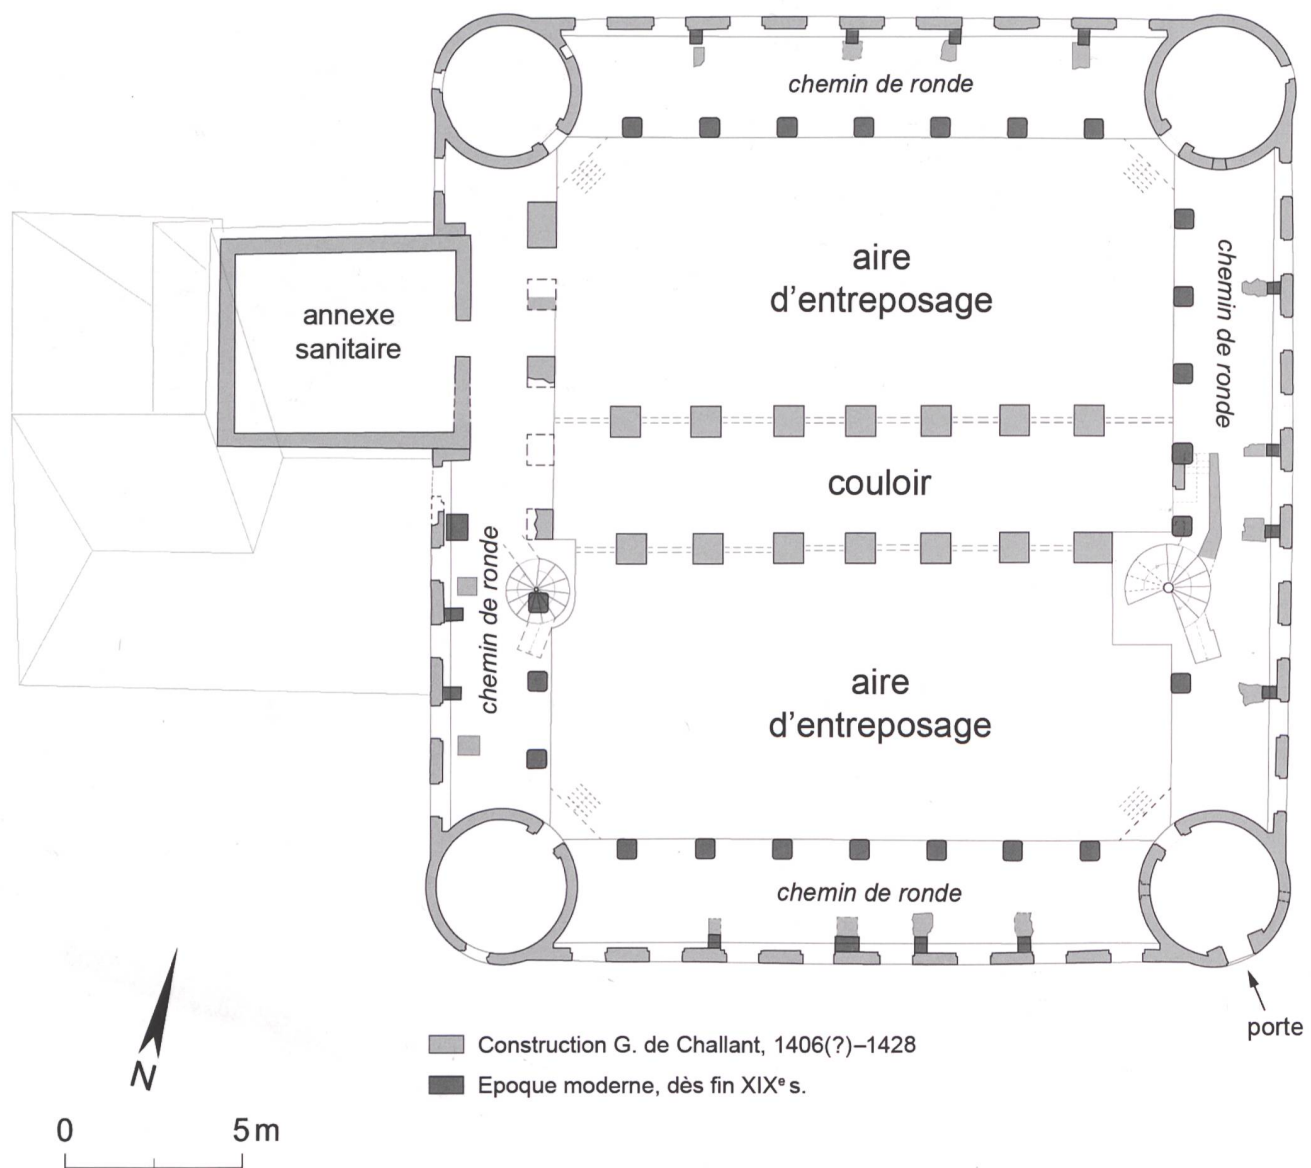 chemin de ronde
aire
d'entreposage
chemin de ronde
annexe
sanitaire
couloir
chemin de ronde
aire
d'entreposage
chemin de ronde
porte
N
Construction G. de Challant, 1406(?)–1428
Epoque moderne, dès fin XIXe s.
0 5 m